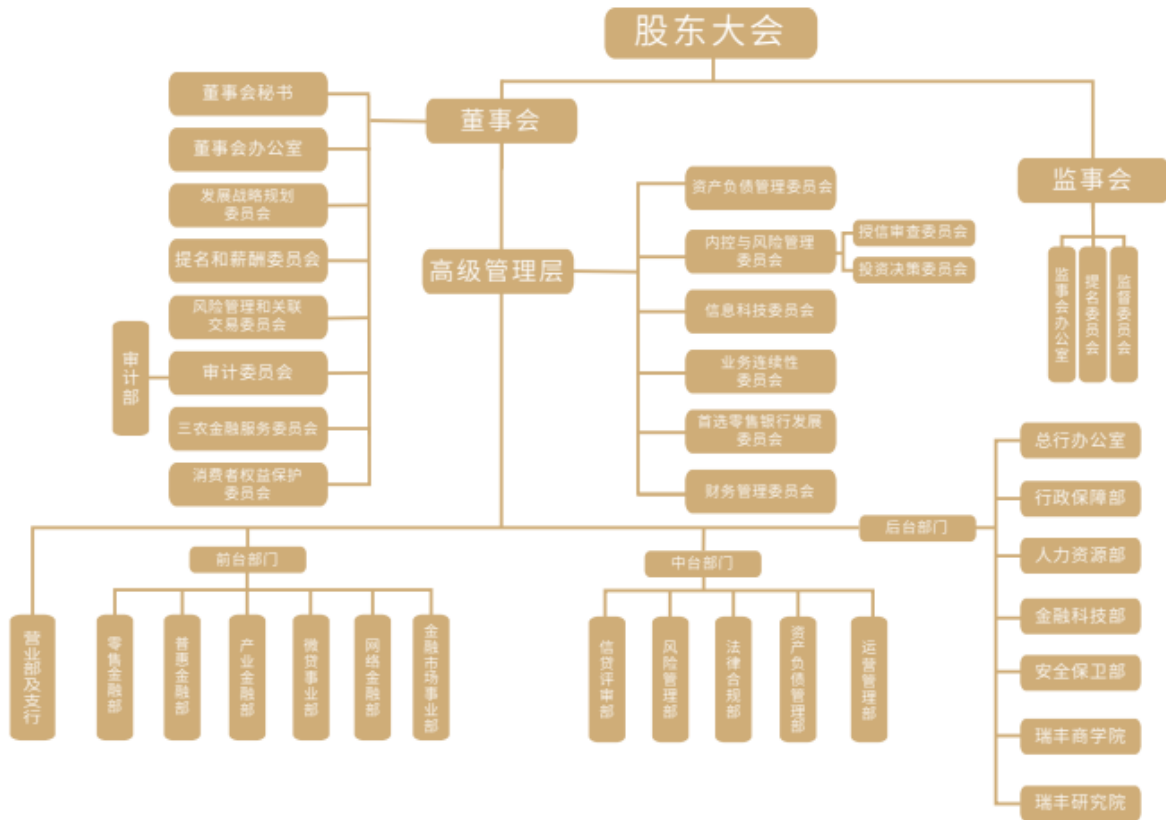 股东大会
董事会
监事会
董事会秘书
董事会办公室
发展战略规划
委员会
提名和薪酬委员会
风险管理和关联
交易委员会
审计委员会
审计部
三农金融服务委员会
消费者权益保护
委员会
高级管理层
资产负债管理委员会
内控与风险管理
委员会
授信审查委员会
投资决策委员会
信息科技委员会
业务连续性
委员会
首选零售银行发展
委员会
财务管理委员会
监事会办公室
提名委员会
监督委员会
营业部及支行
前台部门
零售金融部
普惠金融部
产业金融部
微贷事业部
网络金融部
金融市场事业部
中台部门
信贷评审部
风险管理部
法律合规部
资产负债管理部
运营管理部
后台部门
总行办公室
行政保障部
人力资源部
金融科技部
安全保卫部
瑞丰商学院
瑞丰研究院